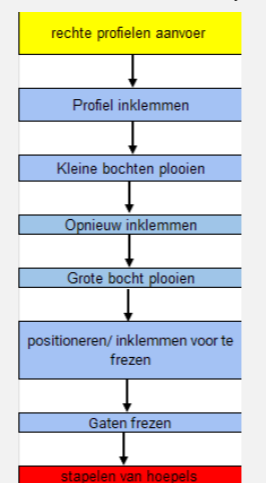 rechte profielen aanvoer
Profiel inklemmen
Kleine bochten plooien
Opnieuw inklemmen
Grote bocht plooien
positioneren/ inklemmen voor te
frezen
Gaten frezen
stapelen van hoepels